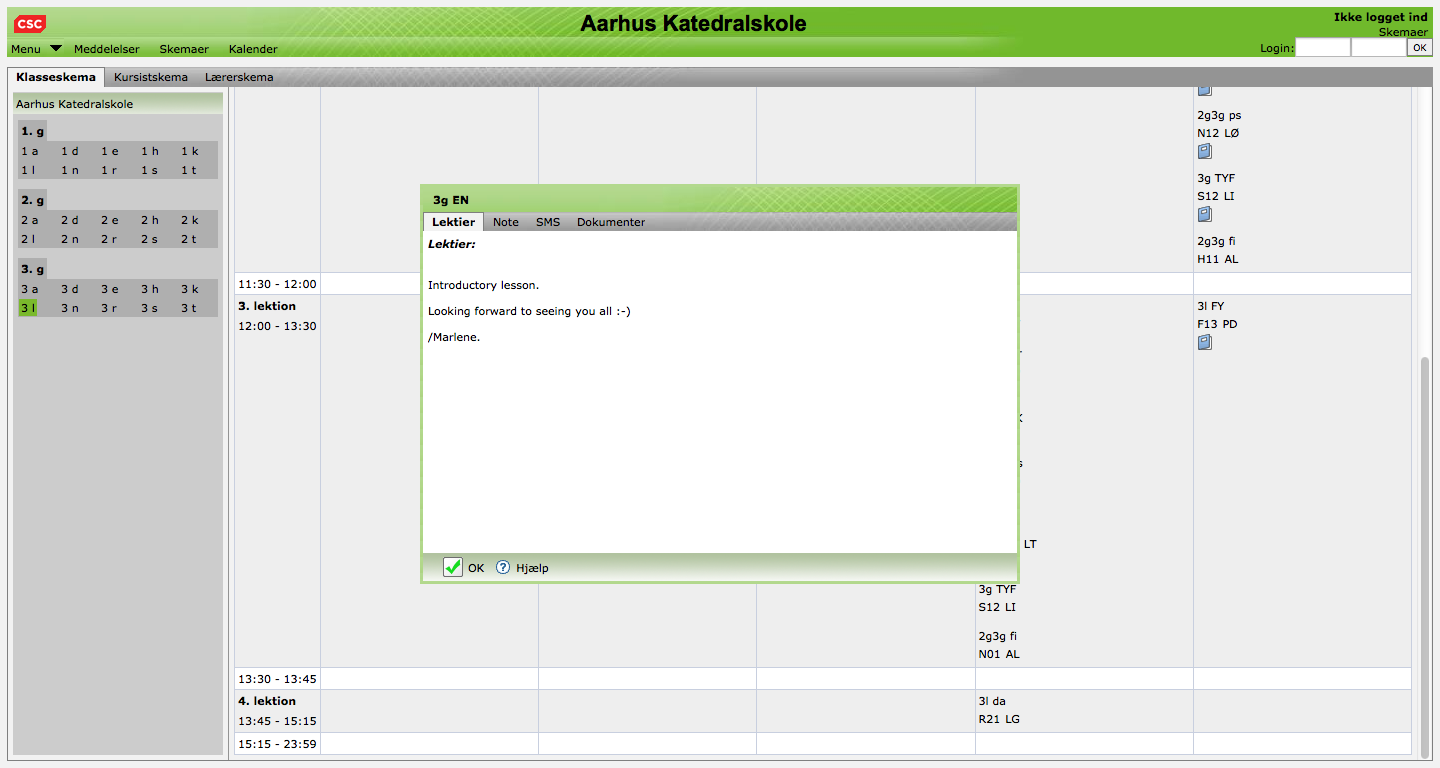 CSC
Aarhus Katedralskole
Ikke logget ind
Skemaer
Menu Meddelelser Skemaer Kalender
Login: OK
Klasseskema Kursistskema Lærerskema
Aarhus Katedralskole
1. g
1 a 1 d 1 e 1 h 1 k
1 l 1 n 1 r 1 s 1 t
2. g
2 a 2 d 2 e 2 h 2 k
2 l 2 n 2 r 2 s 2 t
3. g
3 a 3 d 3 e 3 h 3 k
3 l 3 n 3 r 3 s 3 t
2g3g ps
N12 LØ
3g TYF
S12 LI
2g3g fi
H11 AL
11:30 - 12:00
3. lektion
12:00 - 13:30
3l FY
F13 PD
3g EN
Lektier Note SMS Dokumenter
Lektier:
Introductory lesson.
Looking forward to seeing you all :-)
/Marlene.
OK Hjælp
LT
3g TYF
S12 LI
2g3g fi
N01 AL
13:30 - 13:45
4. lektion
13:45 - 15:15
3l da
R21 LG
15:15 - 23:59